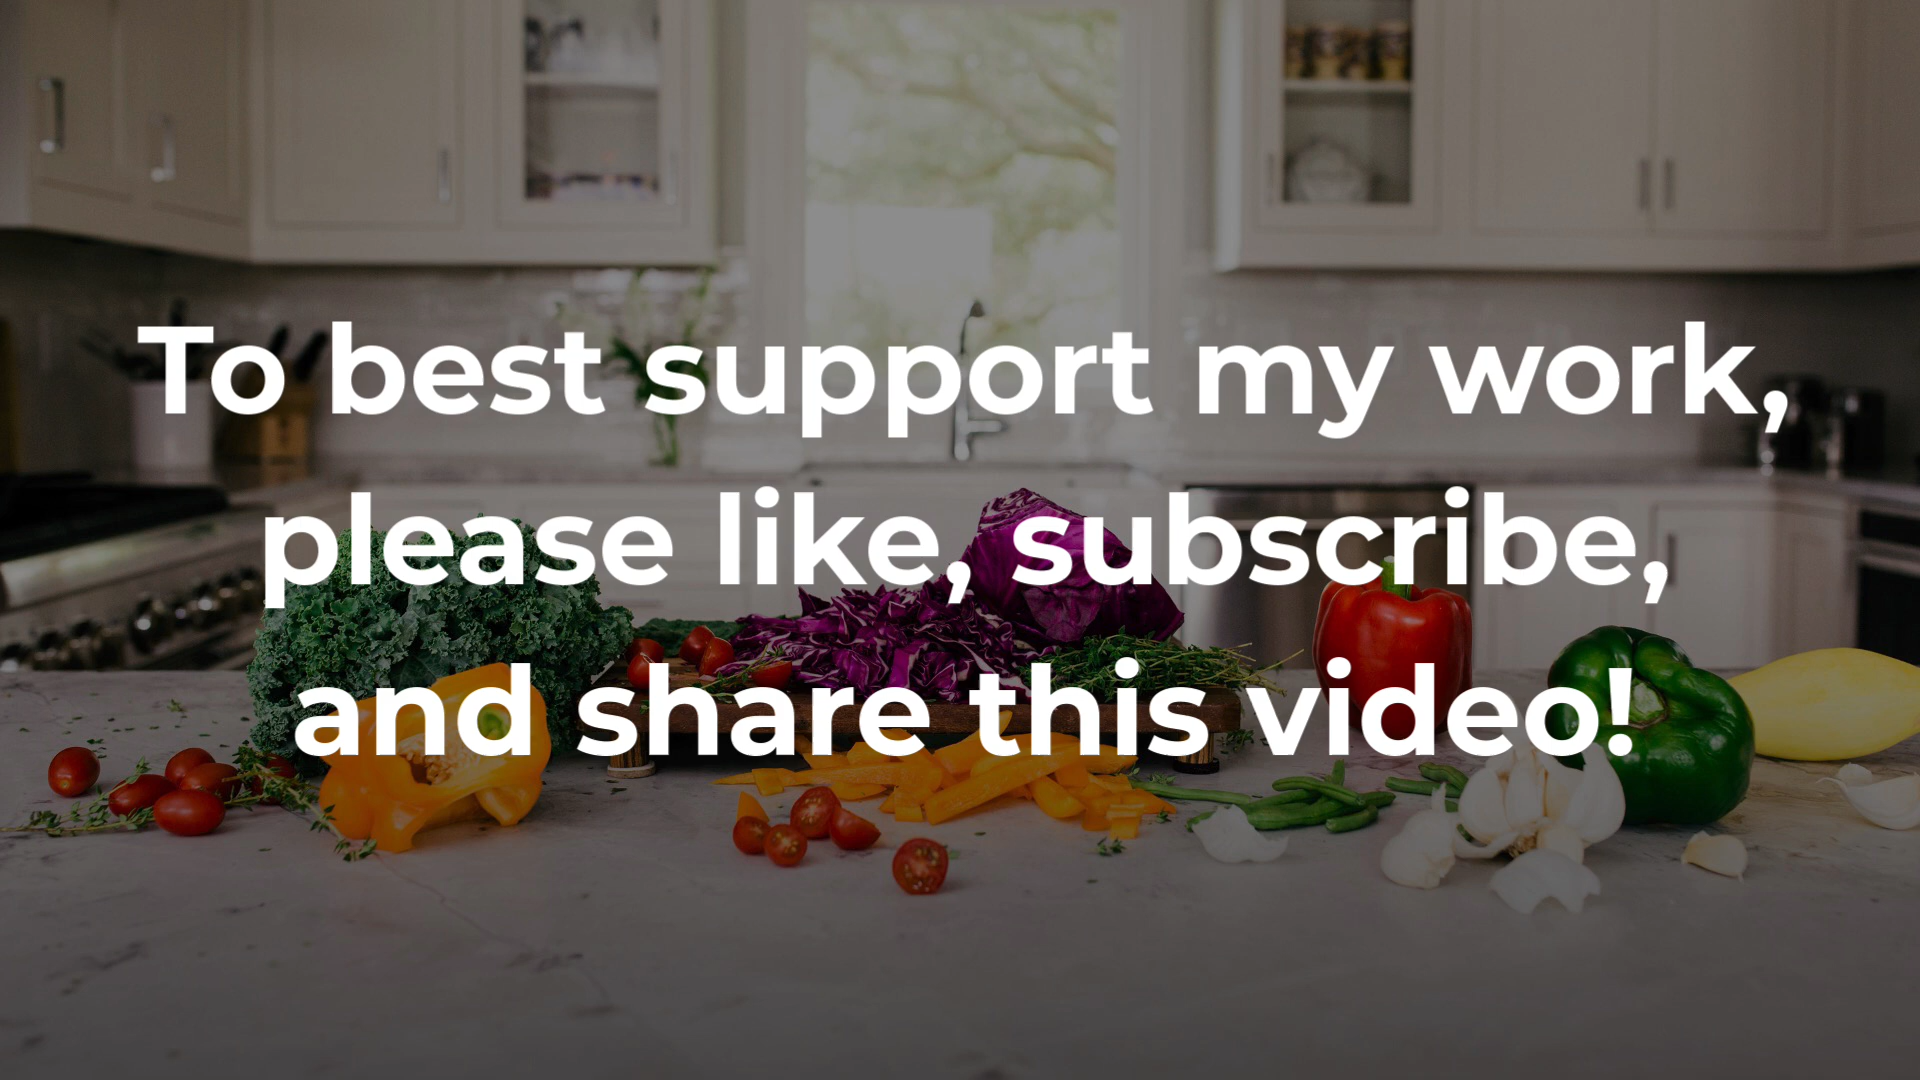 To best support my work,
please like, subscribe,
and share this video!